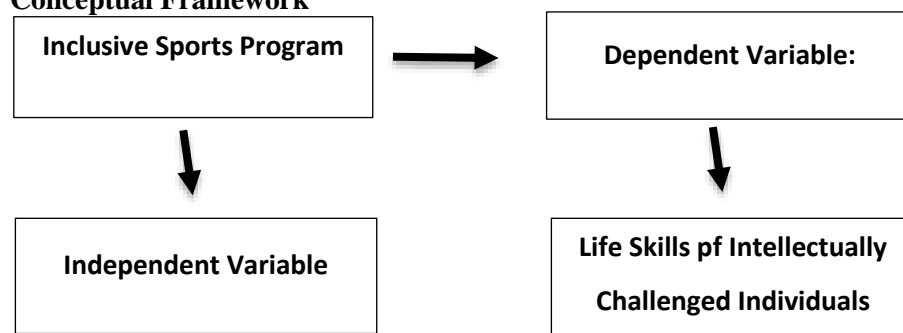 Conceptual Framework
Inclusive Sports Program
Dependent Variable:
Independent Variable
Life Skills pf Intellectually
Challenged Individuals